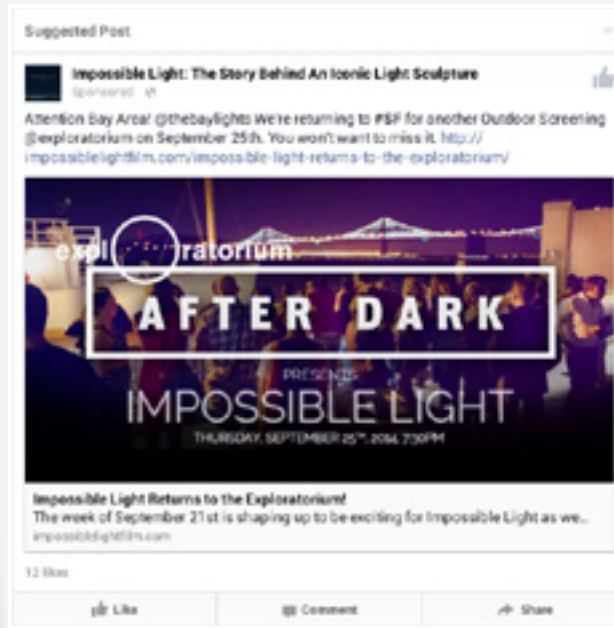 Suggested Post
Impossible Light: The Story Behind An Iconic Light Sculpture
Sponsored
Attention Bay Area! @thebaylights We're returning to #SF for another Outdoor Screening
@exploratorium on September 25th. You won't want to miss it. http://
impossiblelightfilm.com/impossible-light-returns-to-the-exploratorium/
exploratorium
AFTER DARK
PRESENTS
IMPOSSIBLE LIGHT
THURSDAY, SEPTEMBER 25TH, 2014, 7:30PM
Impossible Light Returns to the Exploratorium!
The week of September 21st is shaping up to be exciting for Impossible Light as we...
impossiblelightfilm.com
12 likes
Like
Comment
Share